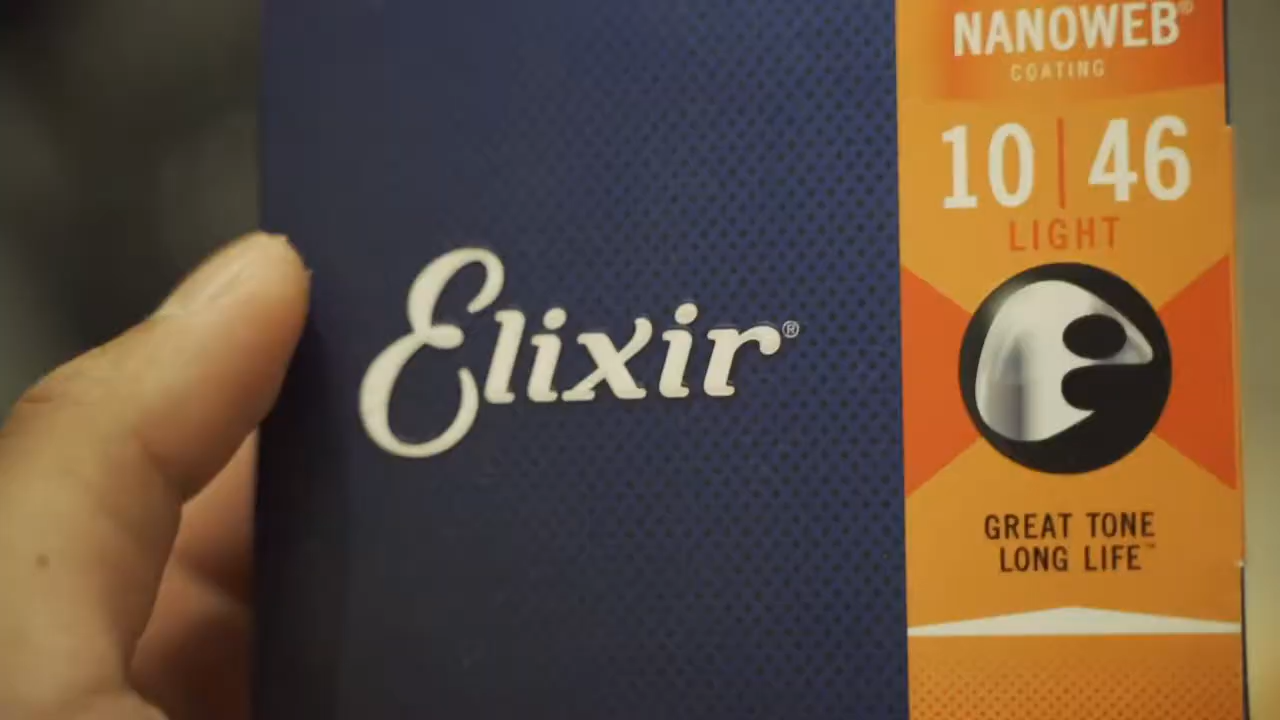 Elixir®
NANOWEB®
COATING
10 | 46
LIGHT
GREAT TONE
LONG LIFE™